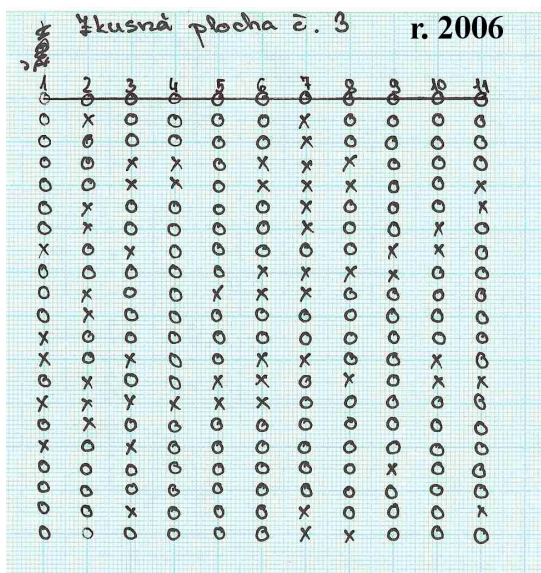 Zkusná plocha č. 3 r. 2006
1 2 3 4 5 6 7 8 9 10 11
O O O O O O O O O O O
O X O O O O X O O O O
O O O O O O X O O O O
O O X X O X X X O O O
O O X X O X X X O O X
O X O O O O X O O O X
O X O O O O X O O X O
X O X O O O O O X X O
O O O O O X X X X O O
O X O O X X X O O O O
O X O O O O O O O O O
X O O O O O O O O O O
X O X O O X X O O X O
O X O O X X O X O X X
X X X X X X O O O O O
O X O O O O O O O O O
X O X O O O O O O O O
O O O O O O O O X O O
O O O O O O O O O O O
O O X O O O X O O O X
O O O O O O X X O O O